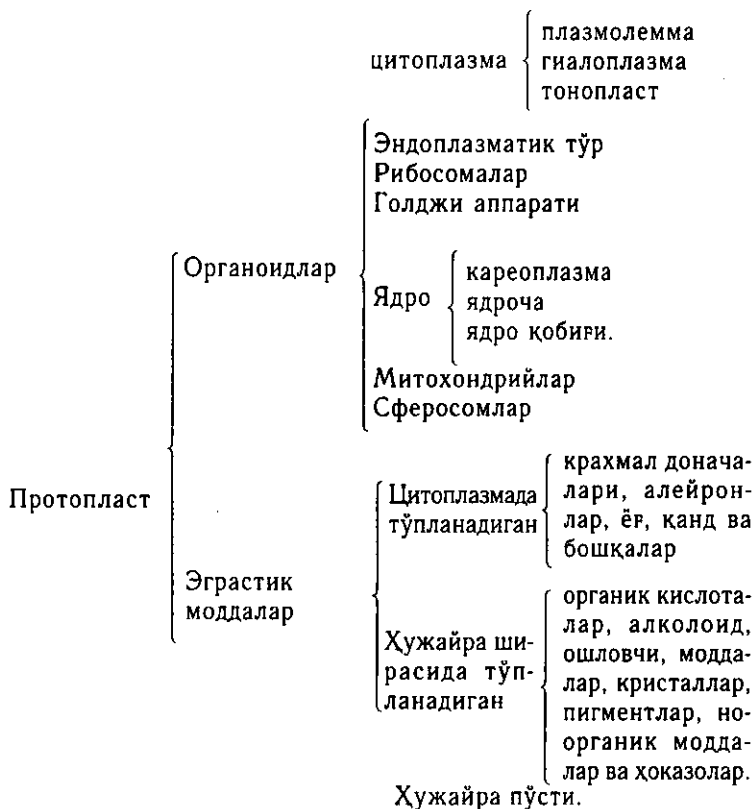 плазмолемма
цитоплазма
гиалоплазма
тонопласт
Эндоплазматик тўр
Рибосомалар
Голджи аппарати
Органоидлар
кареоплазма
Ядро
ядроча
ядро қобиғи.
Митохондрийлар
Сферосомлар
Протопласт
Цитоплазмада
тўпланадиган
крахмал донача-
лари, алейрон-
лар, ёғ, қанд ва
бошқалар
Эграстик
моддалар
Ҳужайра ши-
расида тўп-
ланадиган
органик кислота-
лар, алколоид,
ошловчи, модда-
лар, кристаллар,
пигментлар, но-
органик модда-
лар ва ҳоказолар.
Ҳужайра пўсти.